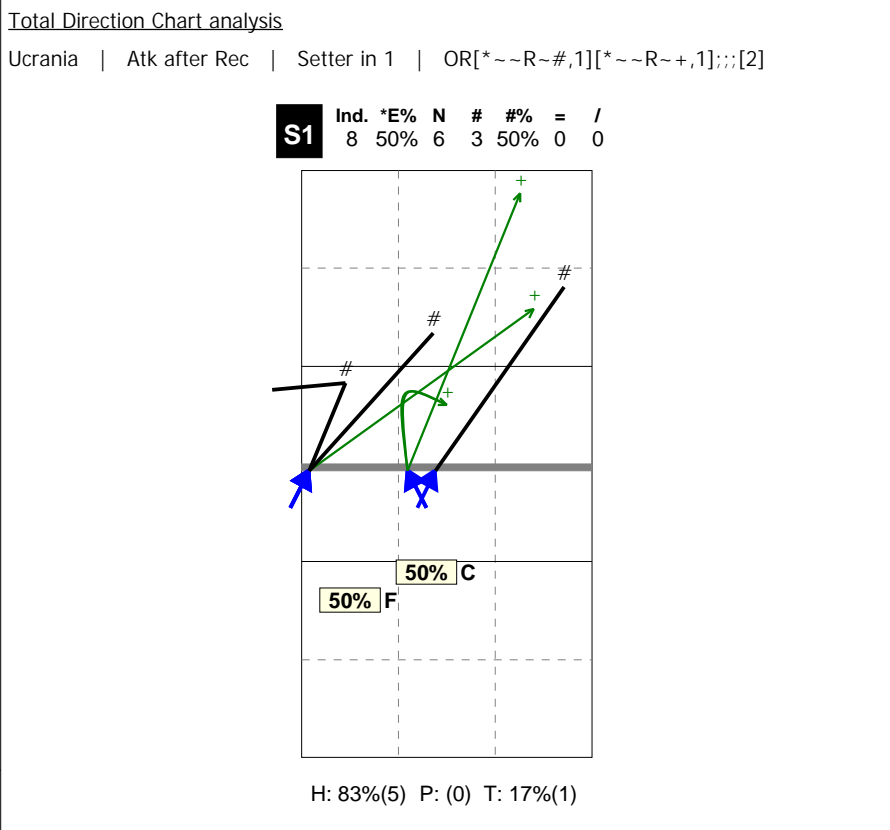 Total Direction Chart analysis
Ucrania | Atk after Rec | Setter in 1 | OR[*~~R~#,1][*~~R~+,1];;;[2]
Ind. *E% N # #% = /
S1 8 50% 6 3 50% 0 0
+
#
+
#
#
+
50% C
50% F
H: 83%(5) P: (0) T: 17%(1)